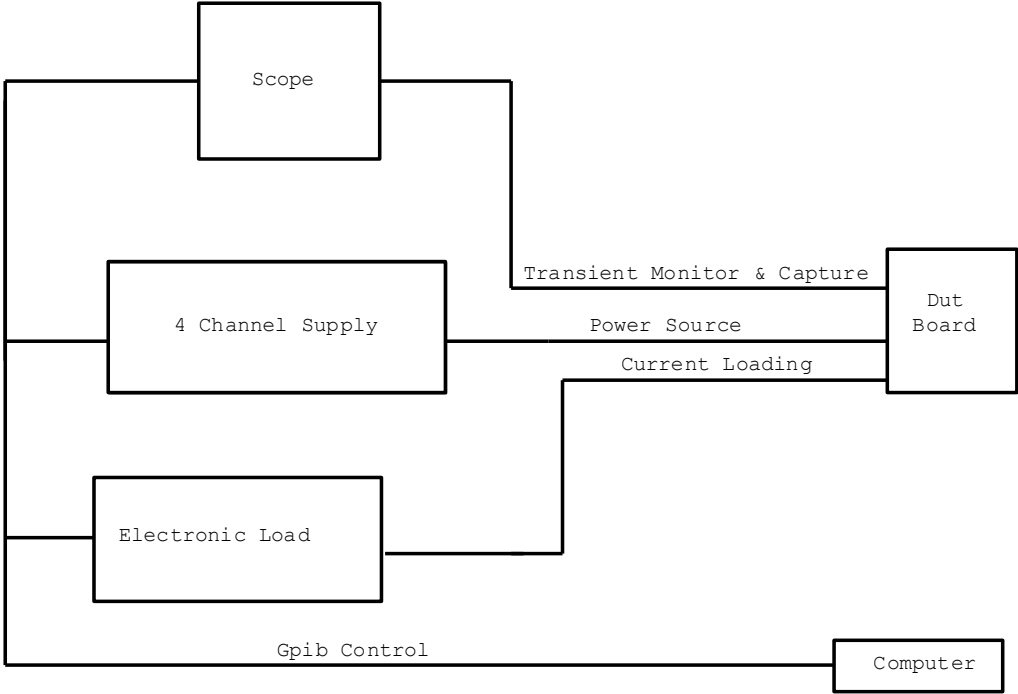 Scope
Transient Monitor & Capture
4 Channel Supply
Power Source
Dut
Board
Current Loading
Electronic Load
Gpib Control
Computer